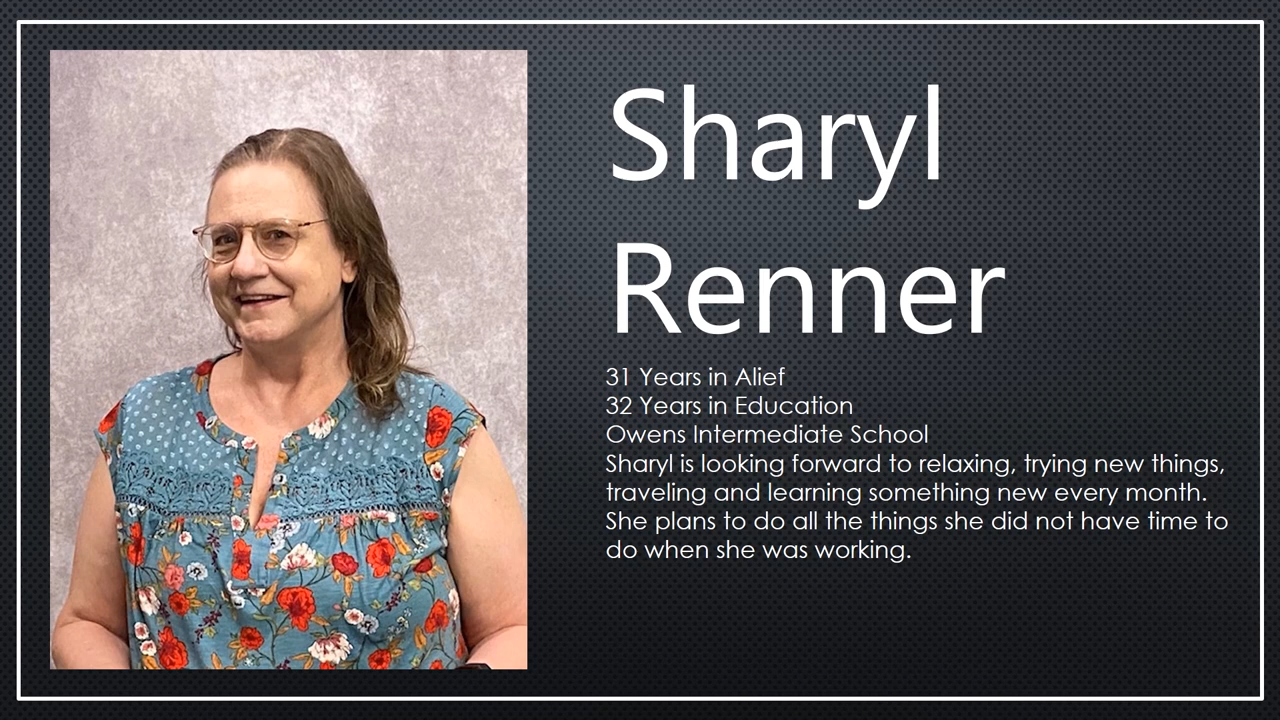 Sharyl
Renner
31 Years in Alief
32 Years in Education
Owens Intermediate School
Sharyl is looking forward to relaxing, trying new things,
traveling and learning something new every month.
She plans to do all the things she did not have time to
do when she was working.